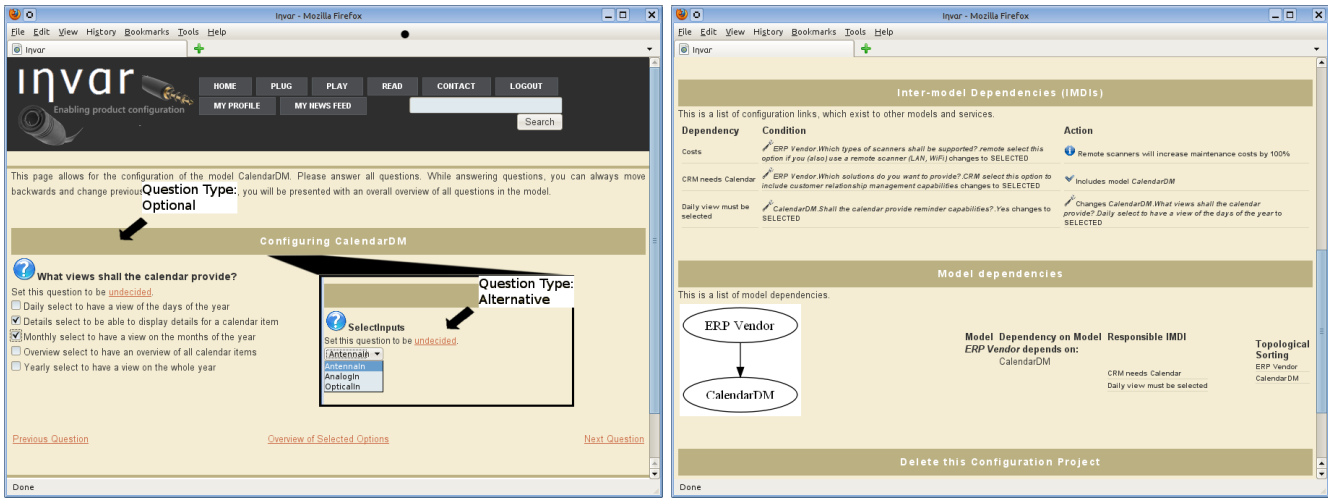 Iηvar - Mozilla Firefox
File Edit View History Bookmarks Tools Help
Iηvar
ιηvar
Enabling product configuration
HOME PLUG PLAY READ CONTACT LOGOUT
MY PROFILE MY NEWS FEED
Search
This page allows for the configuration of the model CalendarDM. Please answer all questions. While answering questions, you can always move
backwards and change previou , you will be presented with an overall overview of all questions in the model.
Question Type:
Optional
Configuring CalendarDM
What views shall the calendar provide?
Set this question to be undecided.
Daily select to have a view of the days of the year
Details select to be able to display details for a calendar item
Monthly select to have a view on the months of the year
Overview select to have an overview of all calendar items
Yearly select to have a view on the whole year
Question Type:
Alternative
SelectInputs
Set this question to be undecided.
AntennaIn
AntennaIn
AnalogIn
OpticalIn
Previous Question Overview of Selected Options Next Question
Done
Iηvar - Mozilla Firefox
File Edit View History Bookmarks Tools Help
Iηvar
Inter-model Dependencies (IMDIs)
This is a list of configuration links, which exist to other models and services.
Dependency Condition Action
Costs ERP Vendor.Which types of scanners shall be supported? remote select this
option if you (also) use a remote scanner (LAN, WiFi) changes to SELECTED Remote scanners will increase maintenance costs by 100%
CRM needs Calendar ERP Vendor.Which solutions do you want to provide?.CRM select this option to
include customer relationship management capabilities changes to SELECTED Includes model CalendarDM
Daily view must be
selected CalendarDM.Shall the calendar provide reminder capabilities?.Yes changes to
SELECTED Changes CalendarDM.What views shall the calendar
provide?.Daily select to have a view of the days of the year to
SELECTED
Model dependencies
This is a list of model dependencies.
ERP Vendor
CalendarDM
Model Dependency on Model Responsible IMDI
ERP Vendor depends on:
CalendarDM
CRM needs Calendar
Daily view must be selected
Topological
Sorting
ERP Vendor
CalendarDM
Delete this Configuration Project
Done